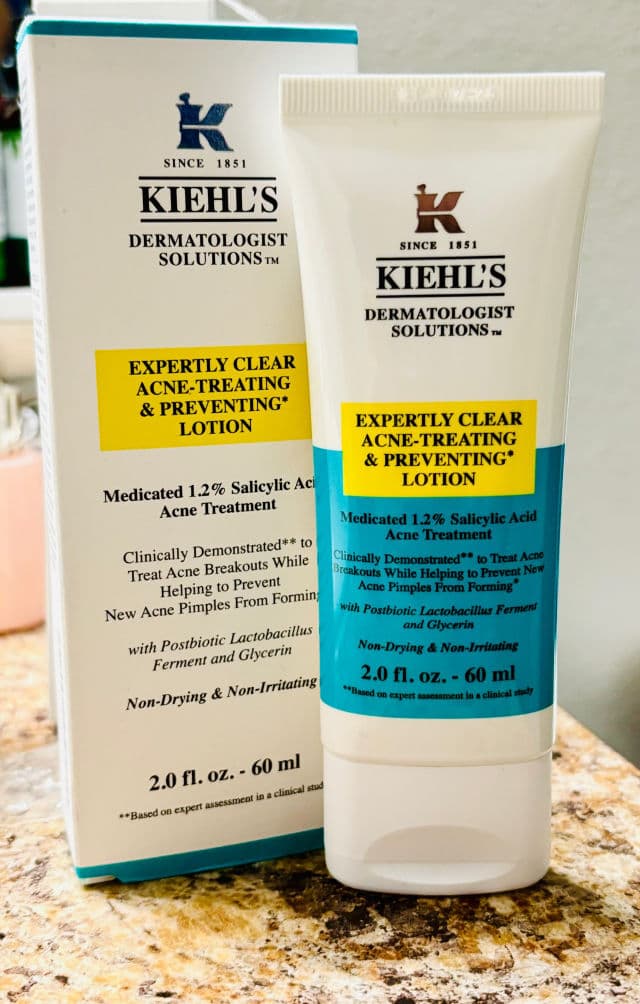 K
SINCE 1851
KIEHL'S
DERMATOLOGIST
SOLUTIONS™
EXPERTLY CLEAR
ACNE-TREATING
& PREVENTING*
LOTION
Medicated 1.2% Salicylic Aci
Acne Treatment
Clinically Demonstrated** to
Treat Acne Breakouts While
Helping to Prevent
New Acne Pimples From Forming
with Postbiotic Lactobacillus
Ferment and Glycerin
Non-Drying & Non-Irritating
2.0 fl. oz. - 60 ml
**Based on expert assessment in a clinical stud
K
SINCE 1851
KIEHL'S
DERMATOLOGIST
SOLUTIONS™
EXPERTLY CLEAR
ACNE-TREATING
& PREVENTING*
LOTION
Medicated 1.2% Salicylic Acid
Acne Treatment
Clinically Demonstrated** to Treat Acne
Breakouts While Helping to Prevent New
Acne Pimples From Forming*
with Postbiotic Lactobacillus Ferment
and Glycerin
Non-Drying & Non-Irritating
2.0 fl. oz. - 60 ml
**Based on expert assessment in a clinical study